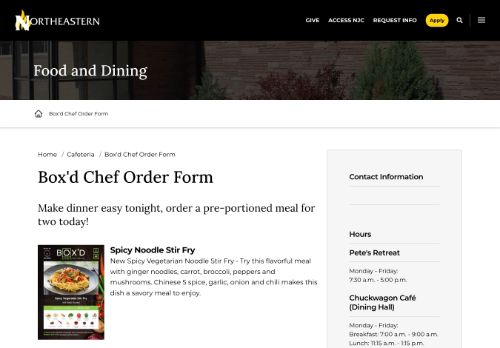 NORTHEASTERN
GIVE ACCESS NJC REQUEST INFO Apply
Food and Dining
Box'd Chef Order Form
Home / Cafeteria / Box'd Chef Order Form
Box'd Chef Order Form
Make dinner easy tonight, order a pre-portioned meal for
two today!
BOX'D
Spicy Noodle Stir Fry
New Spicy Vegetarian Noodle Stir Fry - Try this flavorful meal
with ginger noodles, carrot, broccoli, peppers and
mushrooms. Chinese 5 spice, garlic, onion and chili makes this
dish a savory meal to enjoy.
Contact Information
Hours
Pete's Retreat
Monday - Friday:
7:30 a.m. - 5:00 p.m.
Chuckwagon Café
(Dining Hall)
Monday - Friday:
Breakfast: 7:00 a.m. - 9:00 a.m.
Lunch: 11:15 a.m. - 1:15 p.m.